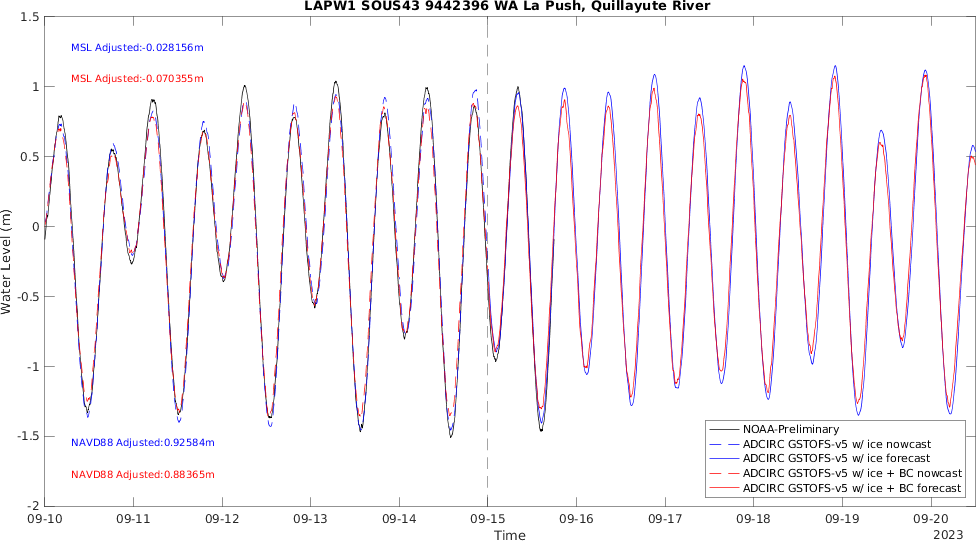 LAPW1 SOUS43 9442396 WA La Push, Quillayute River
MSL Adjusted:-0.028156m
MSL Adjusted:-0.070355m
NAVD88 Adjusted:0.92584m
NAVD88 Adjusted:0.88365m
Water Level (m)
1.5
1
0.5
0
-0.5
-1
-1.5
-2
NOAA-Preliminary
ADCIRC GSTOFS-v5 w/ ice nowcast
ADCIRC GSTOFS-v5 w/ ice forecast
ADCIRC GSTOFS-v5 w/ ice + BC nowcast
ADCIRC GSTOFS-v5 w/ ice + BC forecast
09-10 09-11 09-12 09-13 09-14 09-15 09-16 09-17 09-18 09-19 09-20
Time
2023